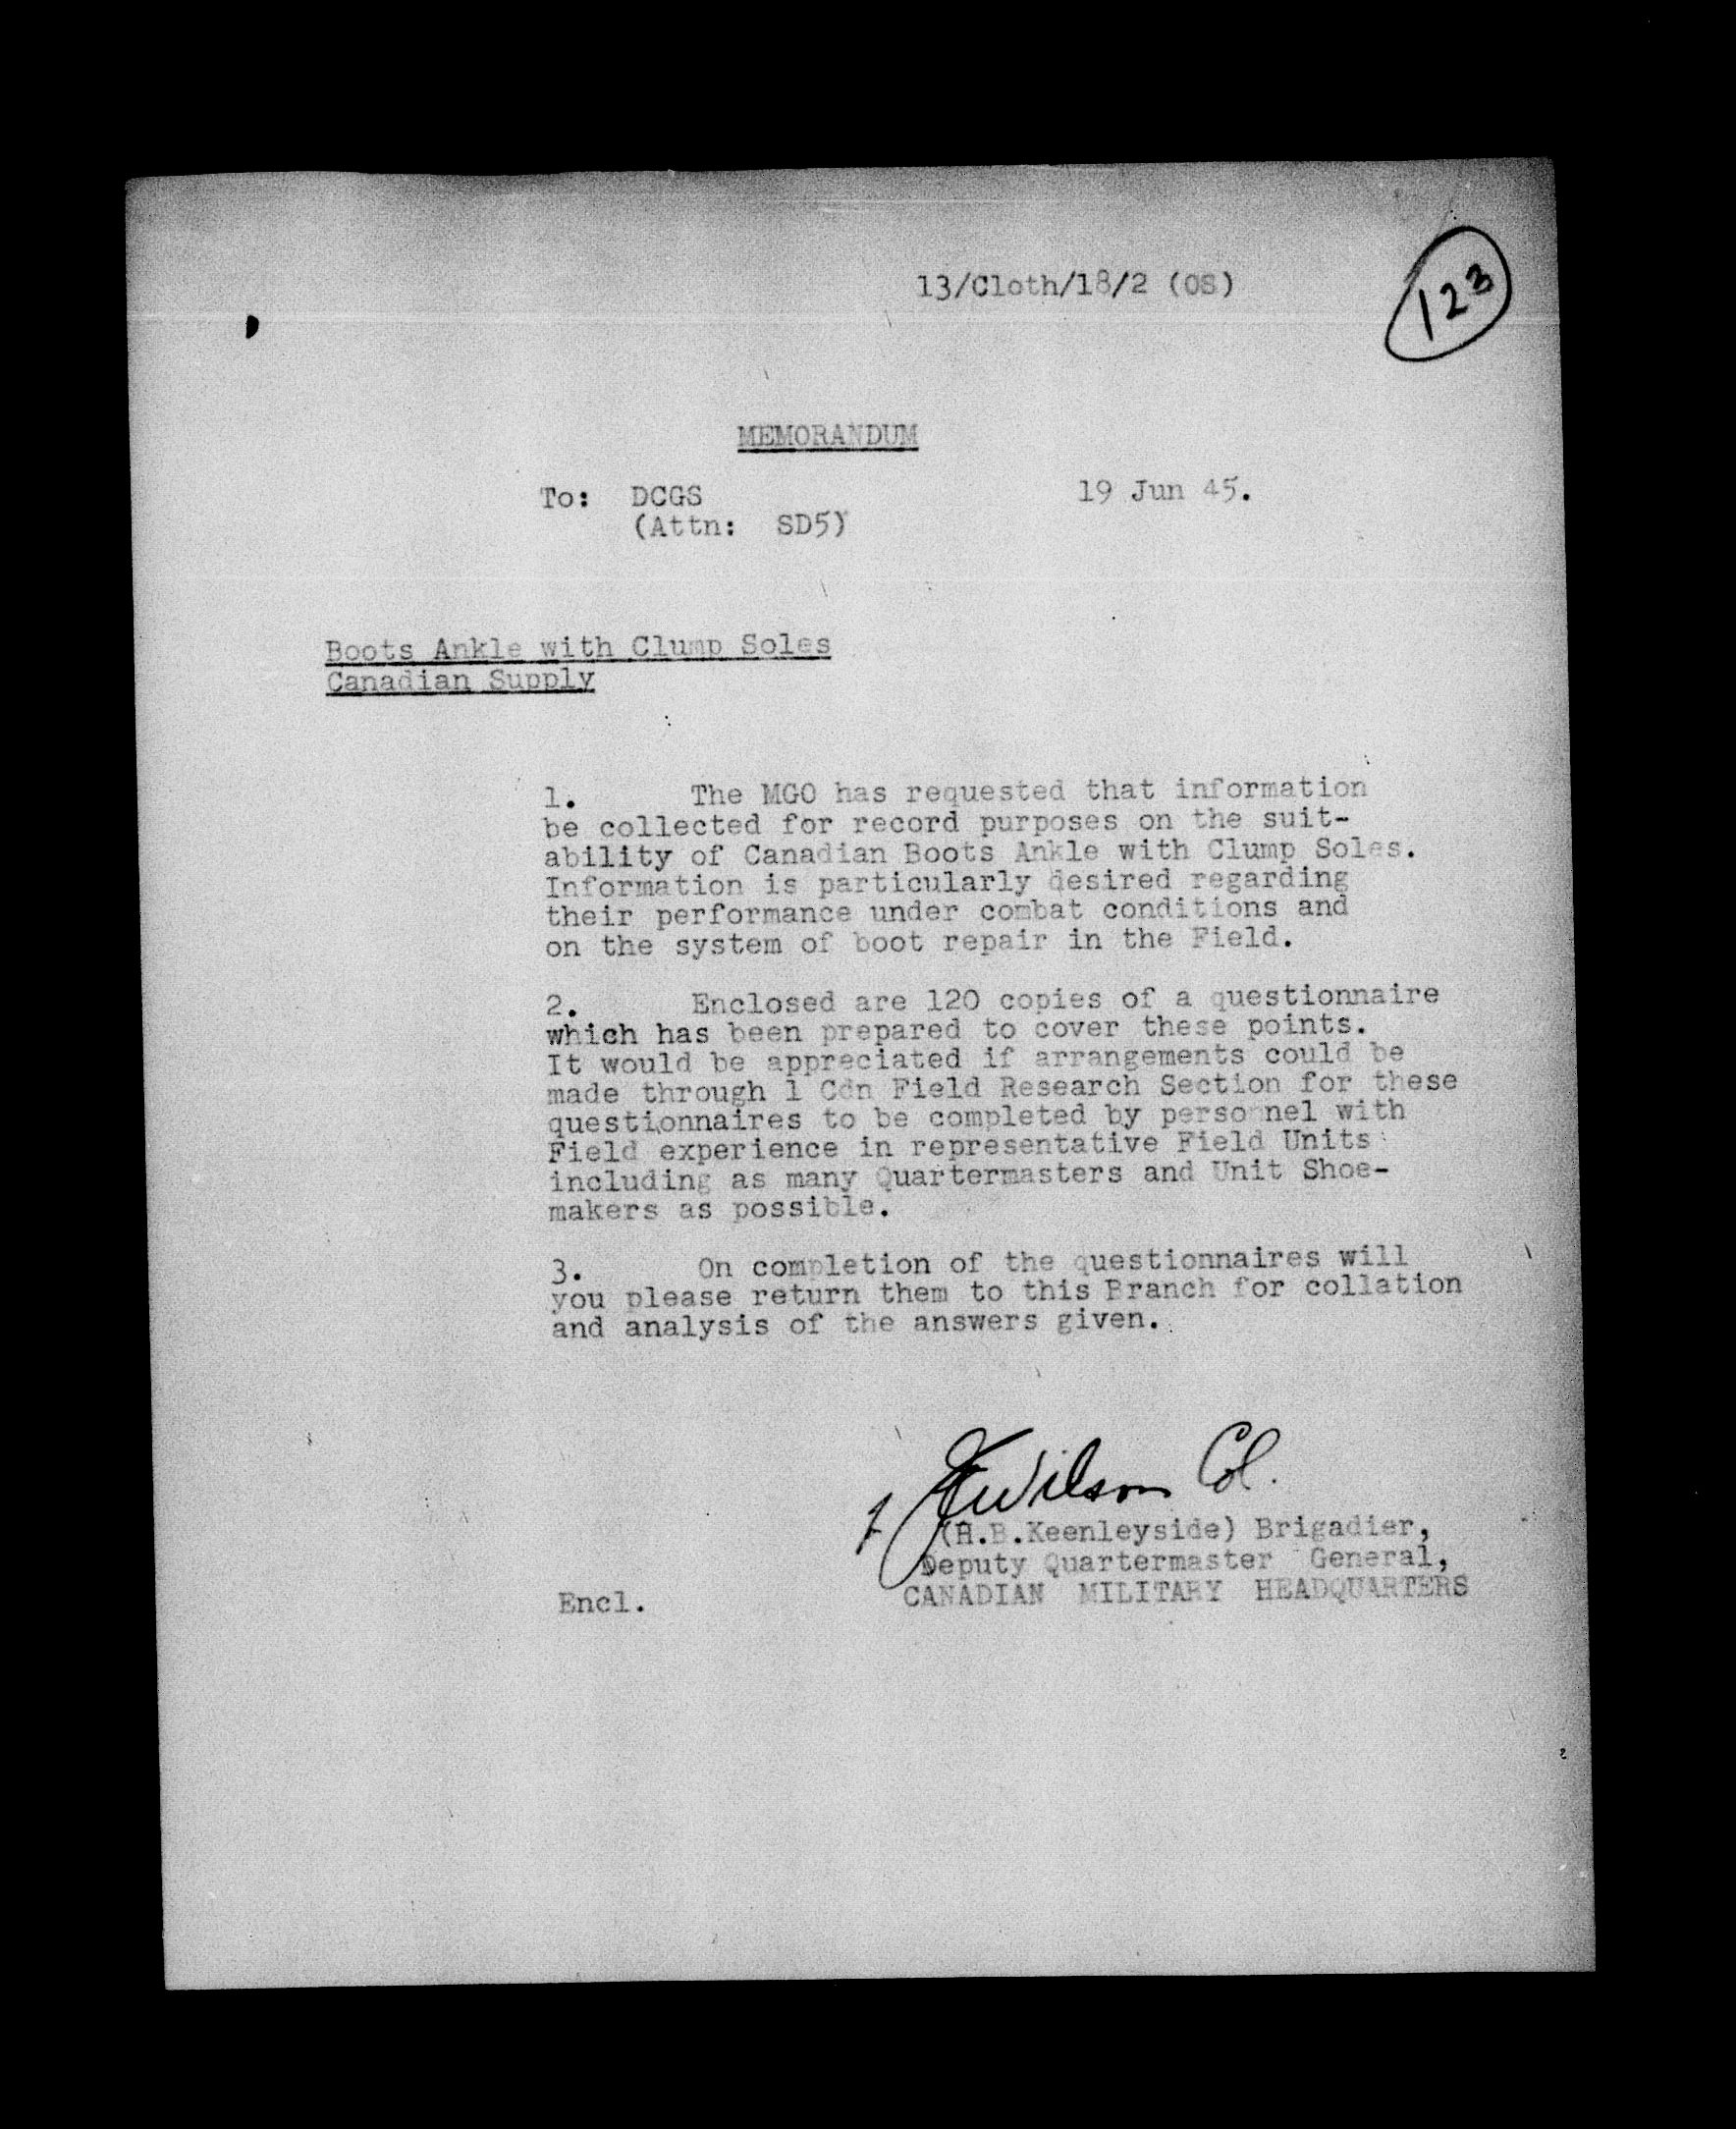 13/Cloth/18/2 (OS)
123
MEMORANDUM
To: DCGS 19 Jun 45.
(Attn: SD5)
Boots Ankle with Clump Soles
Canadian Supply
1. The MGO has requested that information
be collected for record purposes on the suit-
ability of Canadian Boots Ankle with Clump Soles.
Information is particularly desired regarding
their performance under combat conditions and
on the system of boot repair in the Field.
2. Enclosed are 120 copies of a questionnaire
which has been prepared to cover these points.
It would be appreciated if arrangements could be
made through 1 Cdn Field Research Section for these
questionnaires to be completed by personnel with
Field experience in representative Field Units
including as many Quartermasters and Unit Shoe-
makers as possible.
3. On completion of the questionnaires will
you please return them to this Branch for collation
and analysis of the answers given.
Wilson Col.
(H.B.Keenleyside) Brigadier,
Deputy Quartermaster General,
Encl. CANADIAN MILITARY HEADQUARTERS